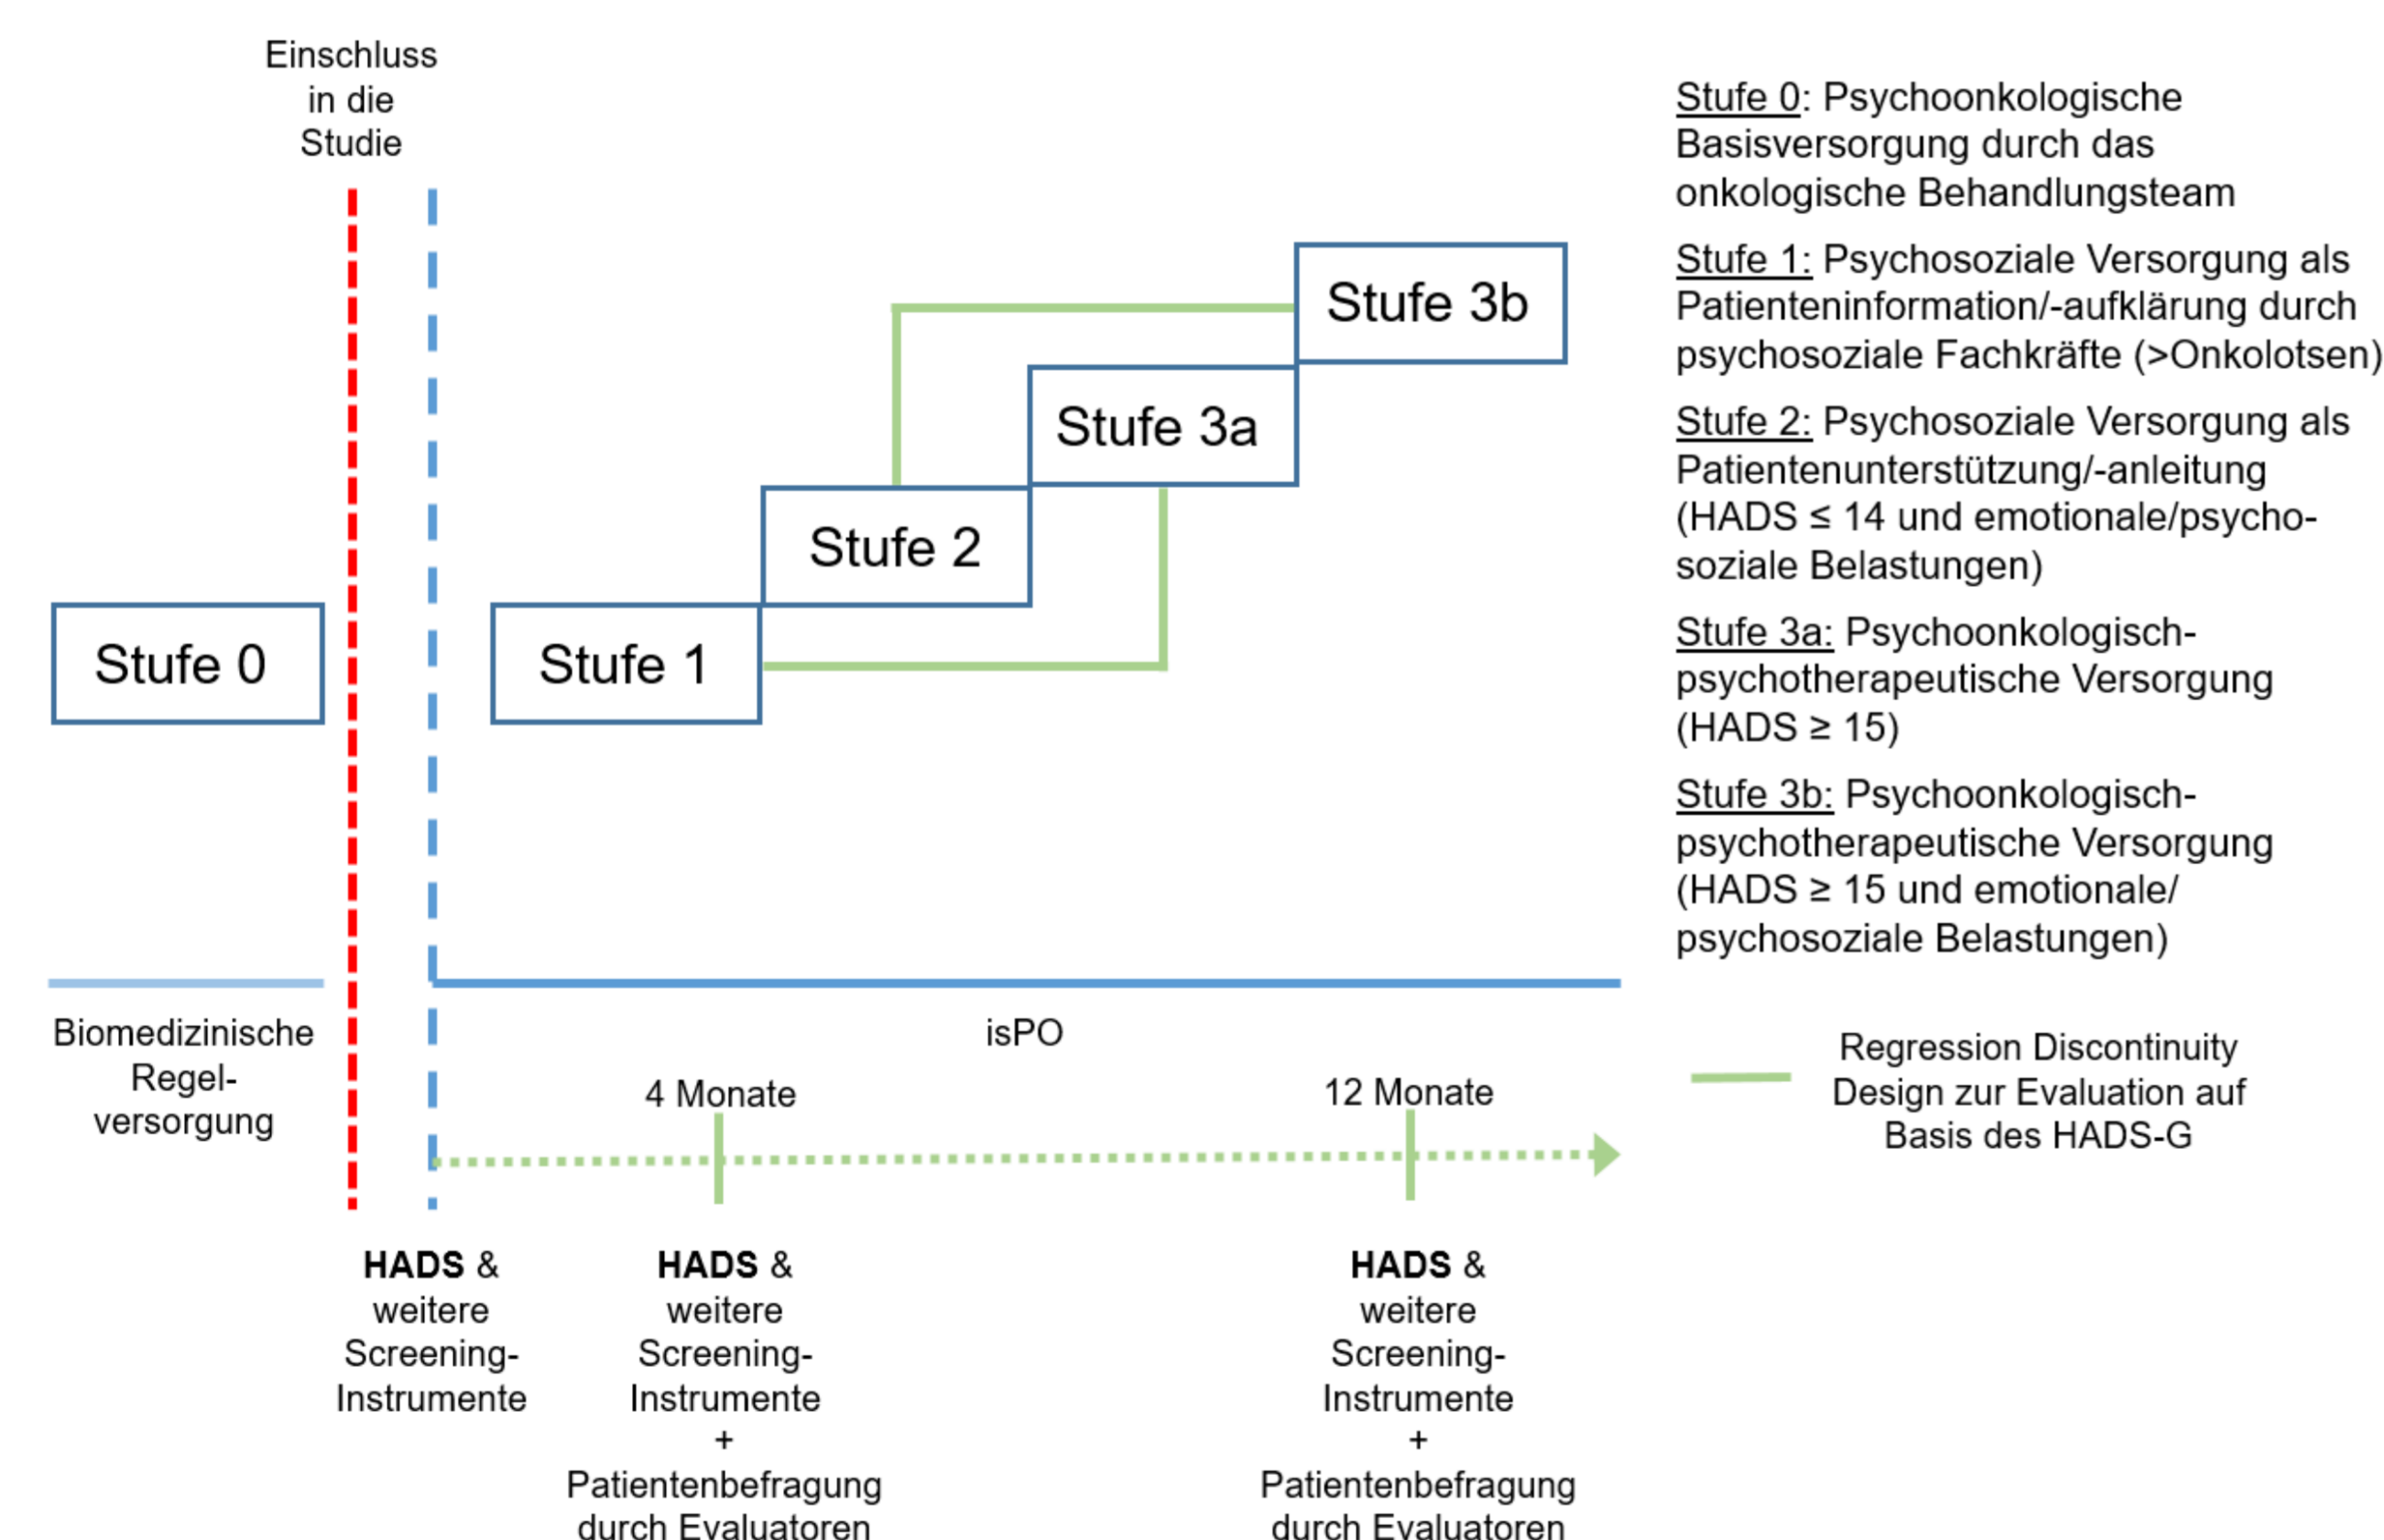 Einschluss
in die
Studie
Stufe 0
Stufe 1
Stufe 2
Stufe 3a
Stufe 3b
Stufe 0: Psychoonkologische
Basisversorgung durch das
onkologische Behandlungsteam
Stufe 1: Psychosoziale Versorgung als
Patienteninformation/-aufklärung durch
psychosoziale Fachkräfte (>Onkolotsen)
Stufe 2: Psychosoziale Versorgung als
Patientenunterstützung/-anleitung
(HADS ≤ 14 und emotionale/psycho-
soziale Belastungen)
Stufe 3a: Psychoonkologisch-
psychotherapeutische Versorgung
(HADS ≥ 15)
Stufe 3b: Psychoonkologisch-
psychotherapeutische Versorgung
(HADS ≥ 15 und emotionale/
psychosoziale Belastungen)
Biomedizinische
Regel-
versorgung
isPO
4 Monate
12 Monate
Regression Discontinuity
Design zur Evaluation auf
Basis des HADS-G
HADS &
weitere
Screening-
Instrumente
HADS &
weitere
Screening-
Instrumente
+
Patientenbefragung
durch Evaluatoren
HADS &
weitere
Screening-
Instrumente
+
Patientenbefragung
durch Evaluatoren